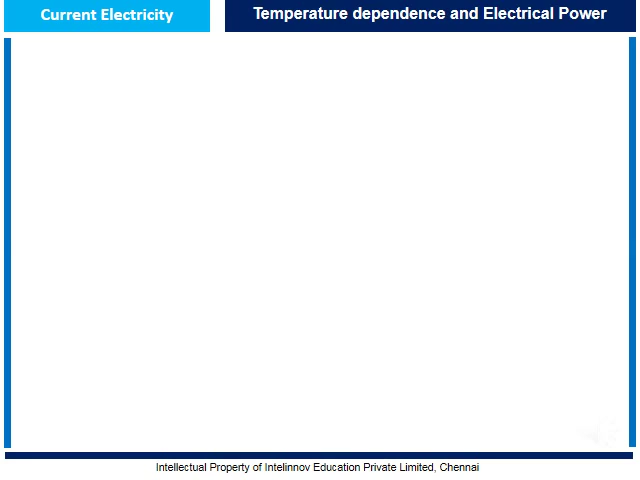 Current Electricity
Temperature dependence and Electrical Power
Intellectual Property of Intelinnov Education Private Limited, Chennai